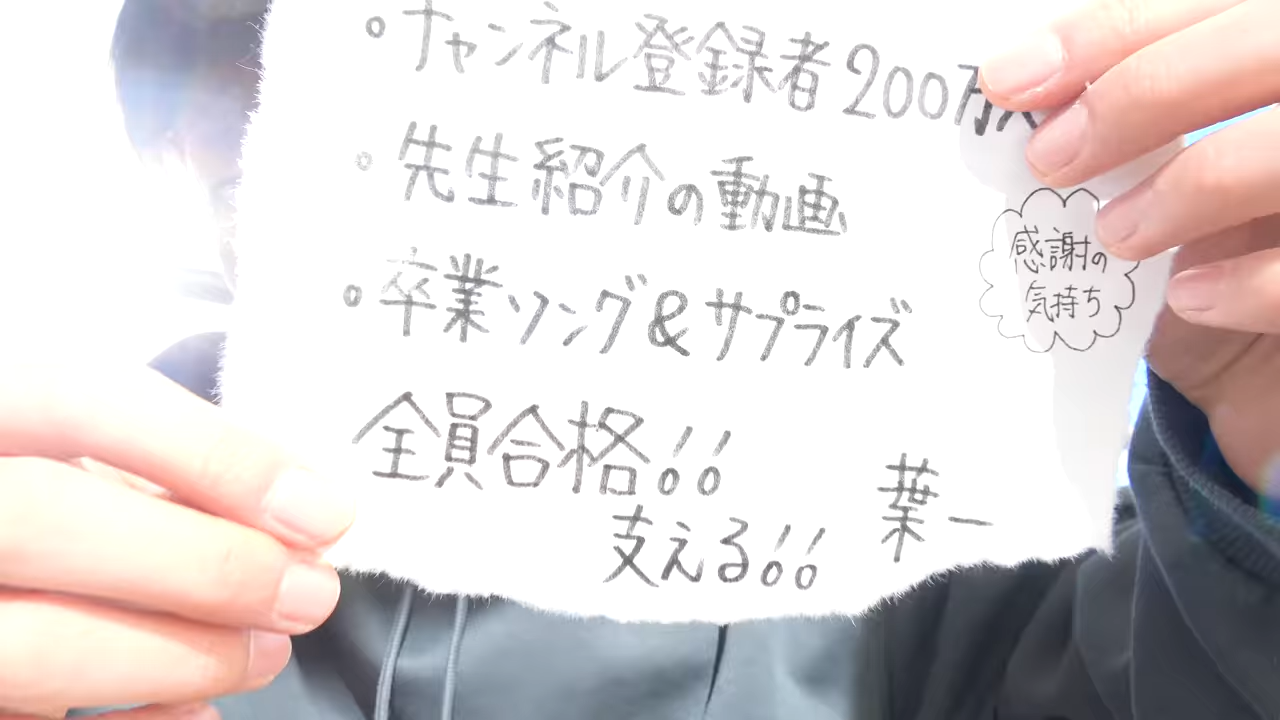 。チャンネル登録者200万人
。先生紹介の動画
。卒業ソング&サプライズ
感謝の
気持ち
全員合格!!
支える!!
葉一